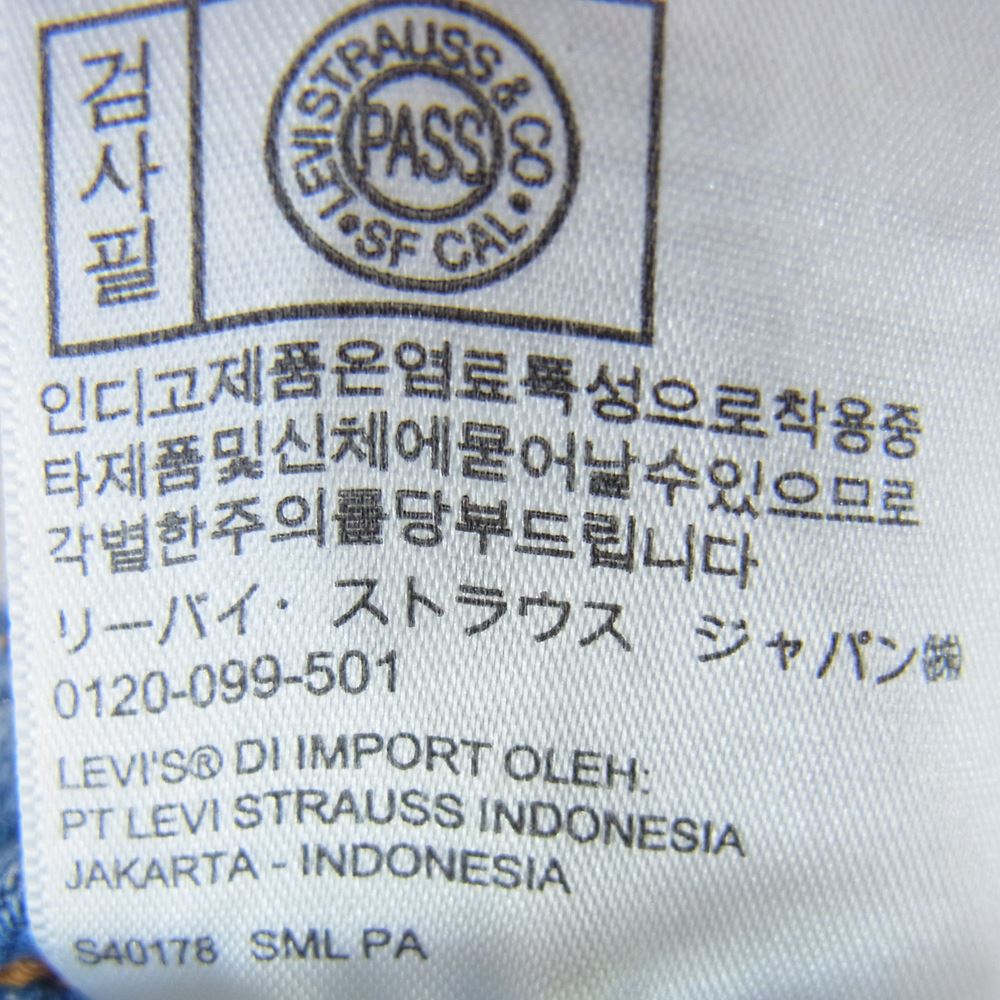 검사필
LEVI STRAUSS & CO
PASS
• SF CAL •
인디고제품은염료특성으로착용중
타제품및신체에묻어날수있으므로
각별한주의를당부드립니다
リーバイ・ストラウス ジャパン㈱
0120-099-501
LEVI'S® DI IMPORT OLEH:
PT LEVI STRAUSS INDONESIA
JAKARTA - INDONESIA
S40178 SML PA